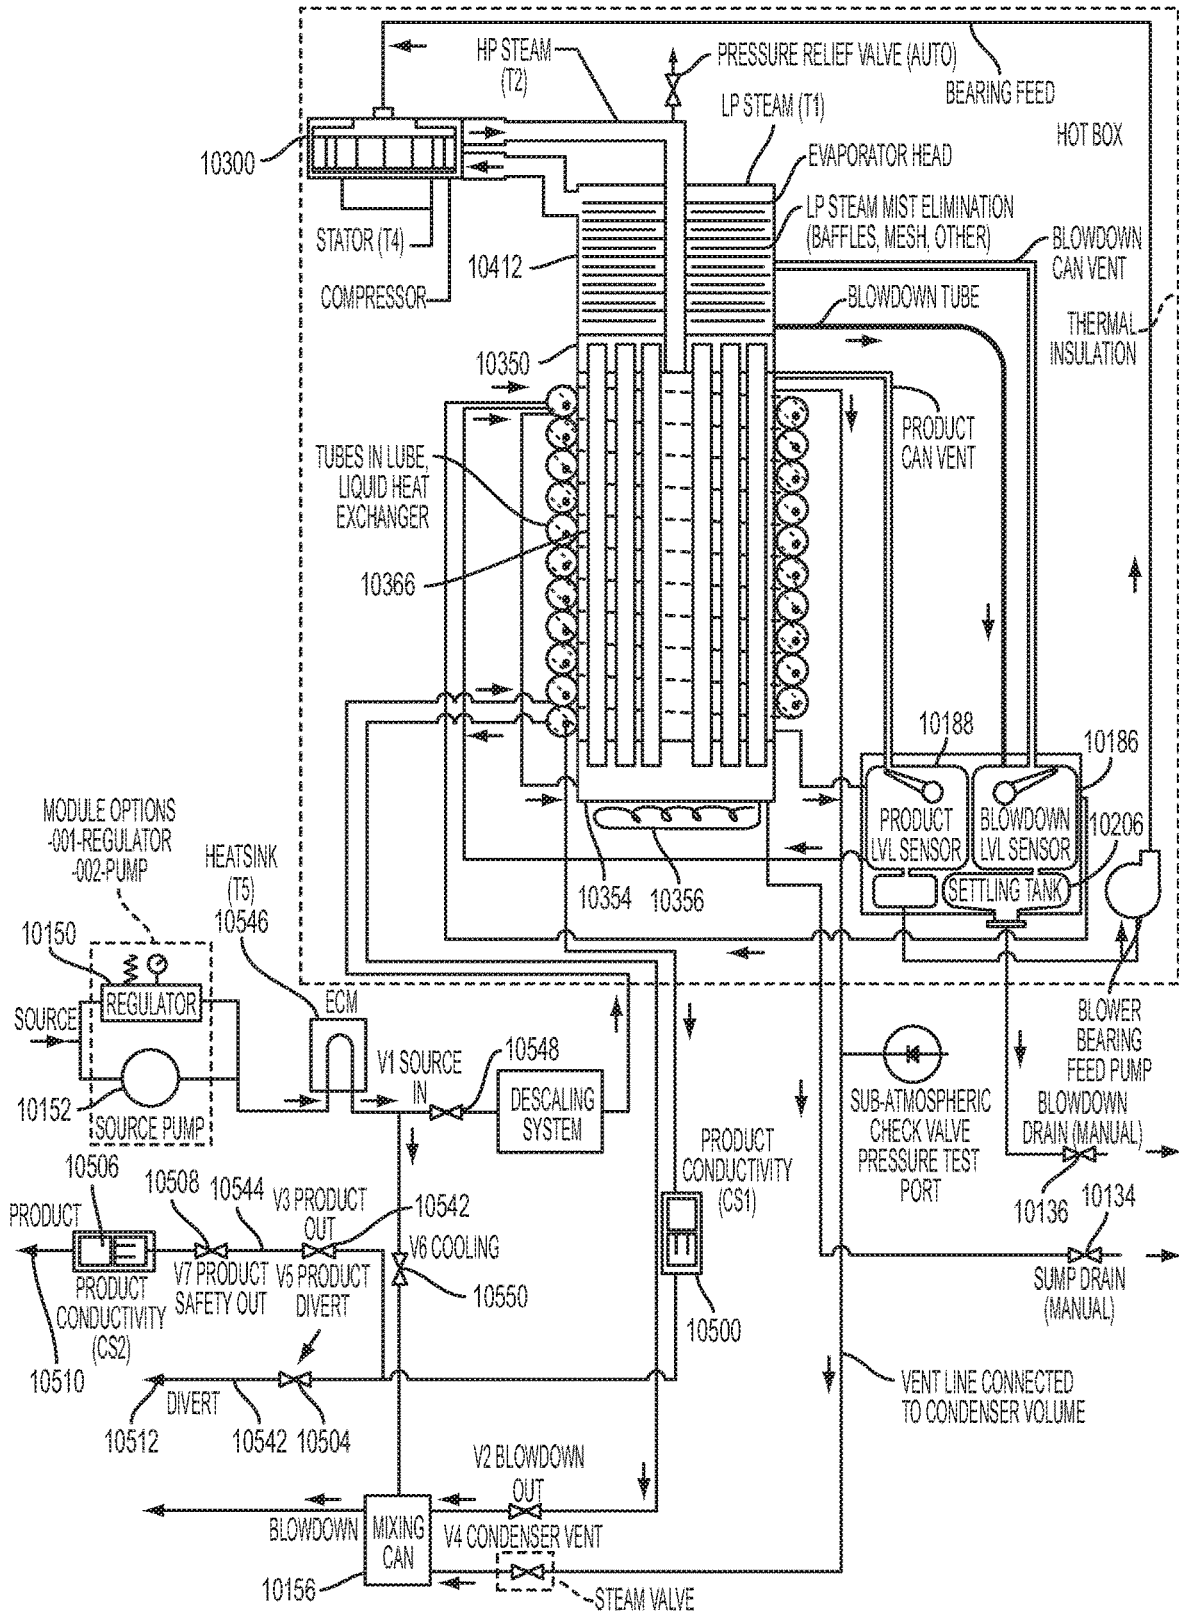 HP STEAM
(T2)
PRESSURE RELIEF VALVE (AUTO)
BEARING FEED
LP STEAM (T1)
HOT BOX
10300
EVAPORATOR HEAD
LP STEAM MIST ELIMINATION
(BAFFLES, MESH, OTHER)
STATOR (T4)
10412
BLOWDOWN
CAN VENT
COMPRESSOR
BLOWDOWN TUBE
THERMAL
INSULATION
10350
PRODUCT
CAN VENT
TUBES IN LUBE,
LIQUID HEAT
EXCHANGER
10366
10188
10186
MODULE OPTIONS
-001-REGULATOR
-002-PUMP
HEATSINK
(T5)
10546
PRODUCT
LVL SENSOR
BLOWDOWN
LVL SENSOR
10206
SETTLING TANK
10354
10356
10150
REGULATOR
SOURCE
ECM
10152
SOURCE PUMP
V1 SOURCE
IN
10548
DESCALING
SYSTEM
BLOWER
BEARING
FEED PUMP
SUB-ATMOSPHERIC
CHECK VALVE
PRESSURE TEST
PORT
BLOWDOWN
DRAIN (MANUAL)
10136
10134
PRODUCT
CONDUCTIVITY
(CS1)
10506
10508
10544
V3 PRODUCT
OUT
10542
PRODUCT
V6 COOLING
PRODUCT
CONDUCTIVITY
(CS2)
V7 PRODUCT
SAFETY OUT
V5 PRODUCT
DIVERT
10550
SUMP DRAIN
(MANUAL)
10500
10510
DIVERT
10512
10542
10504
VENT LINE CONNECTED
TO CONDENSER VOLUME
V2 BLOWDOWN
OUT
BLOWDOWN
MIXING
CAN
V4 CONDENSER VENT
10156
STEAM VALVE